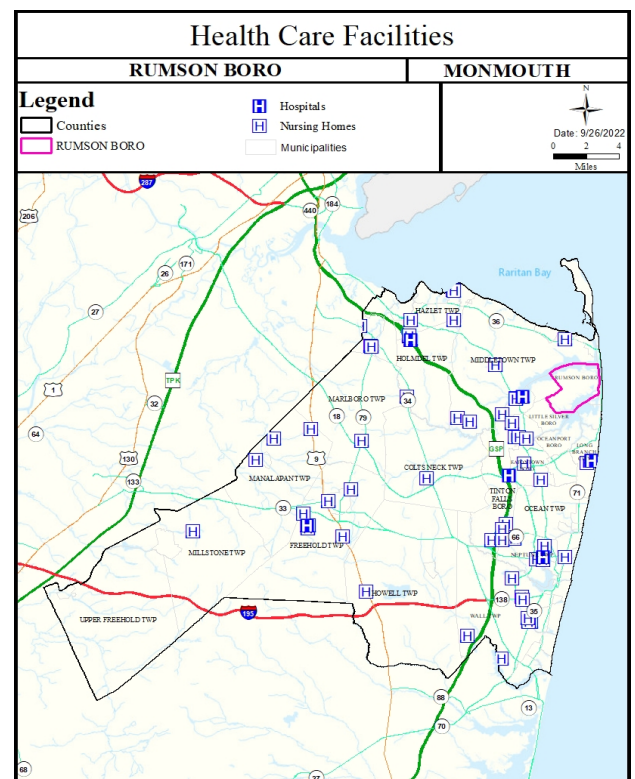 Health Care Facilities
RUMSON BORO
MONMOUTH
Legend
Counties
RUMSON BORO
H Hospitals
H Nursing Homes
Municipalities
N
Date: 9/26/2022
0 2 4
Miles
287
206
440
184
171
26
27
Raritan Bay
HAZLET TWP
36
HOLMDEL TWP
MIDDLETOWN TWP
RUMSON BORO
1
TPK
32
MARLBORO TWP
34
18
79
LITTLE SILVER
BORO
OCEANPORT
BORO
LONG
BRANCH
64
130
9
GSP
133
MANALAPAN TWP
COLTS NECK TWP
TINTON
FALLS
BORO
71
33
OCEAN TWP
MILLSTONE TWP
FREEHOLD TWP
66
HOWELL TWP
195
138
35
UPPER FREEHOLD TWP
WALL TWP
88
13
70
68